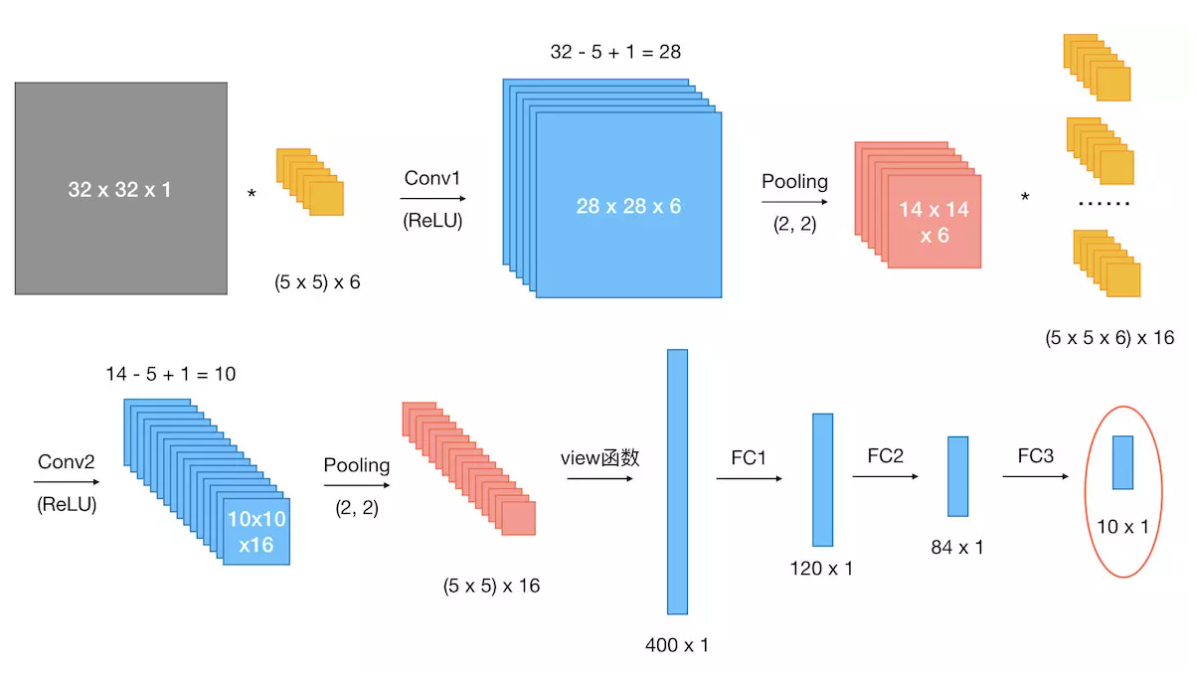 32 - 5 + 1 = 28
32 x 32 x 1
*
(5 x 5) x 6
Conv1
(ReLU)
28 x 28 x 6
Pooling
(2, 2)
14 x 14
x 6
*
......
(5 x 5 x 6) x 16
14 - 5 + 1 = 10
Conv2
(ReLU)
10x10
x16
Pooling
(2, 2)
(5 x 5) x 16
view函数
400 x 1
FC1
120 x 1
FC2
84 x 1
FC3
10 x 1